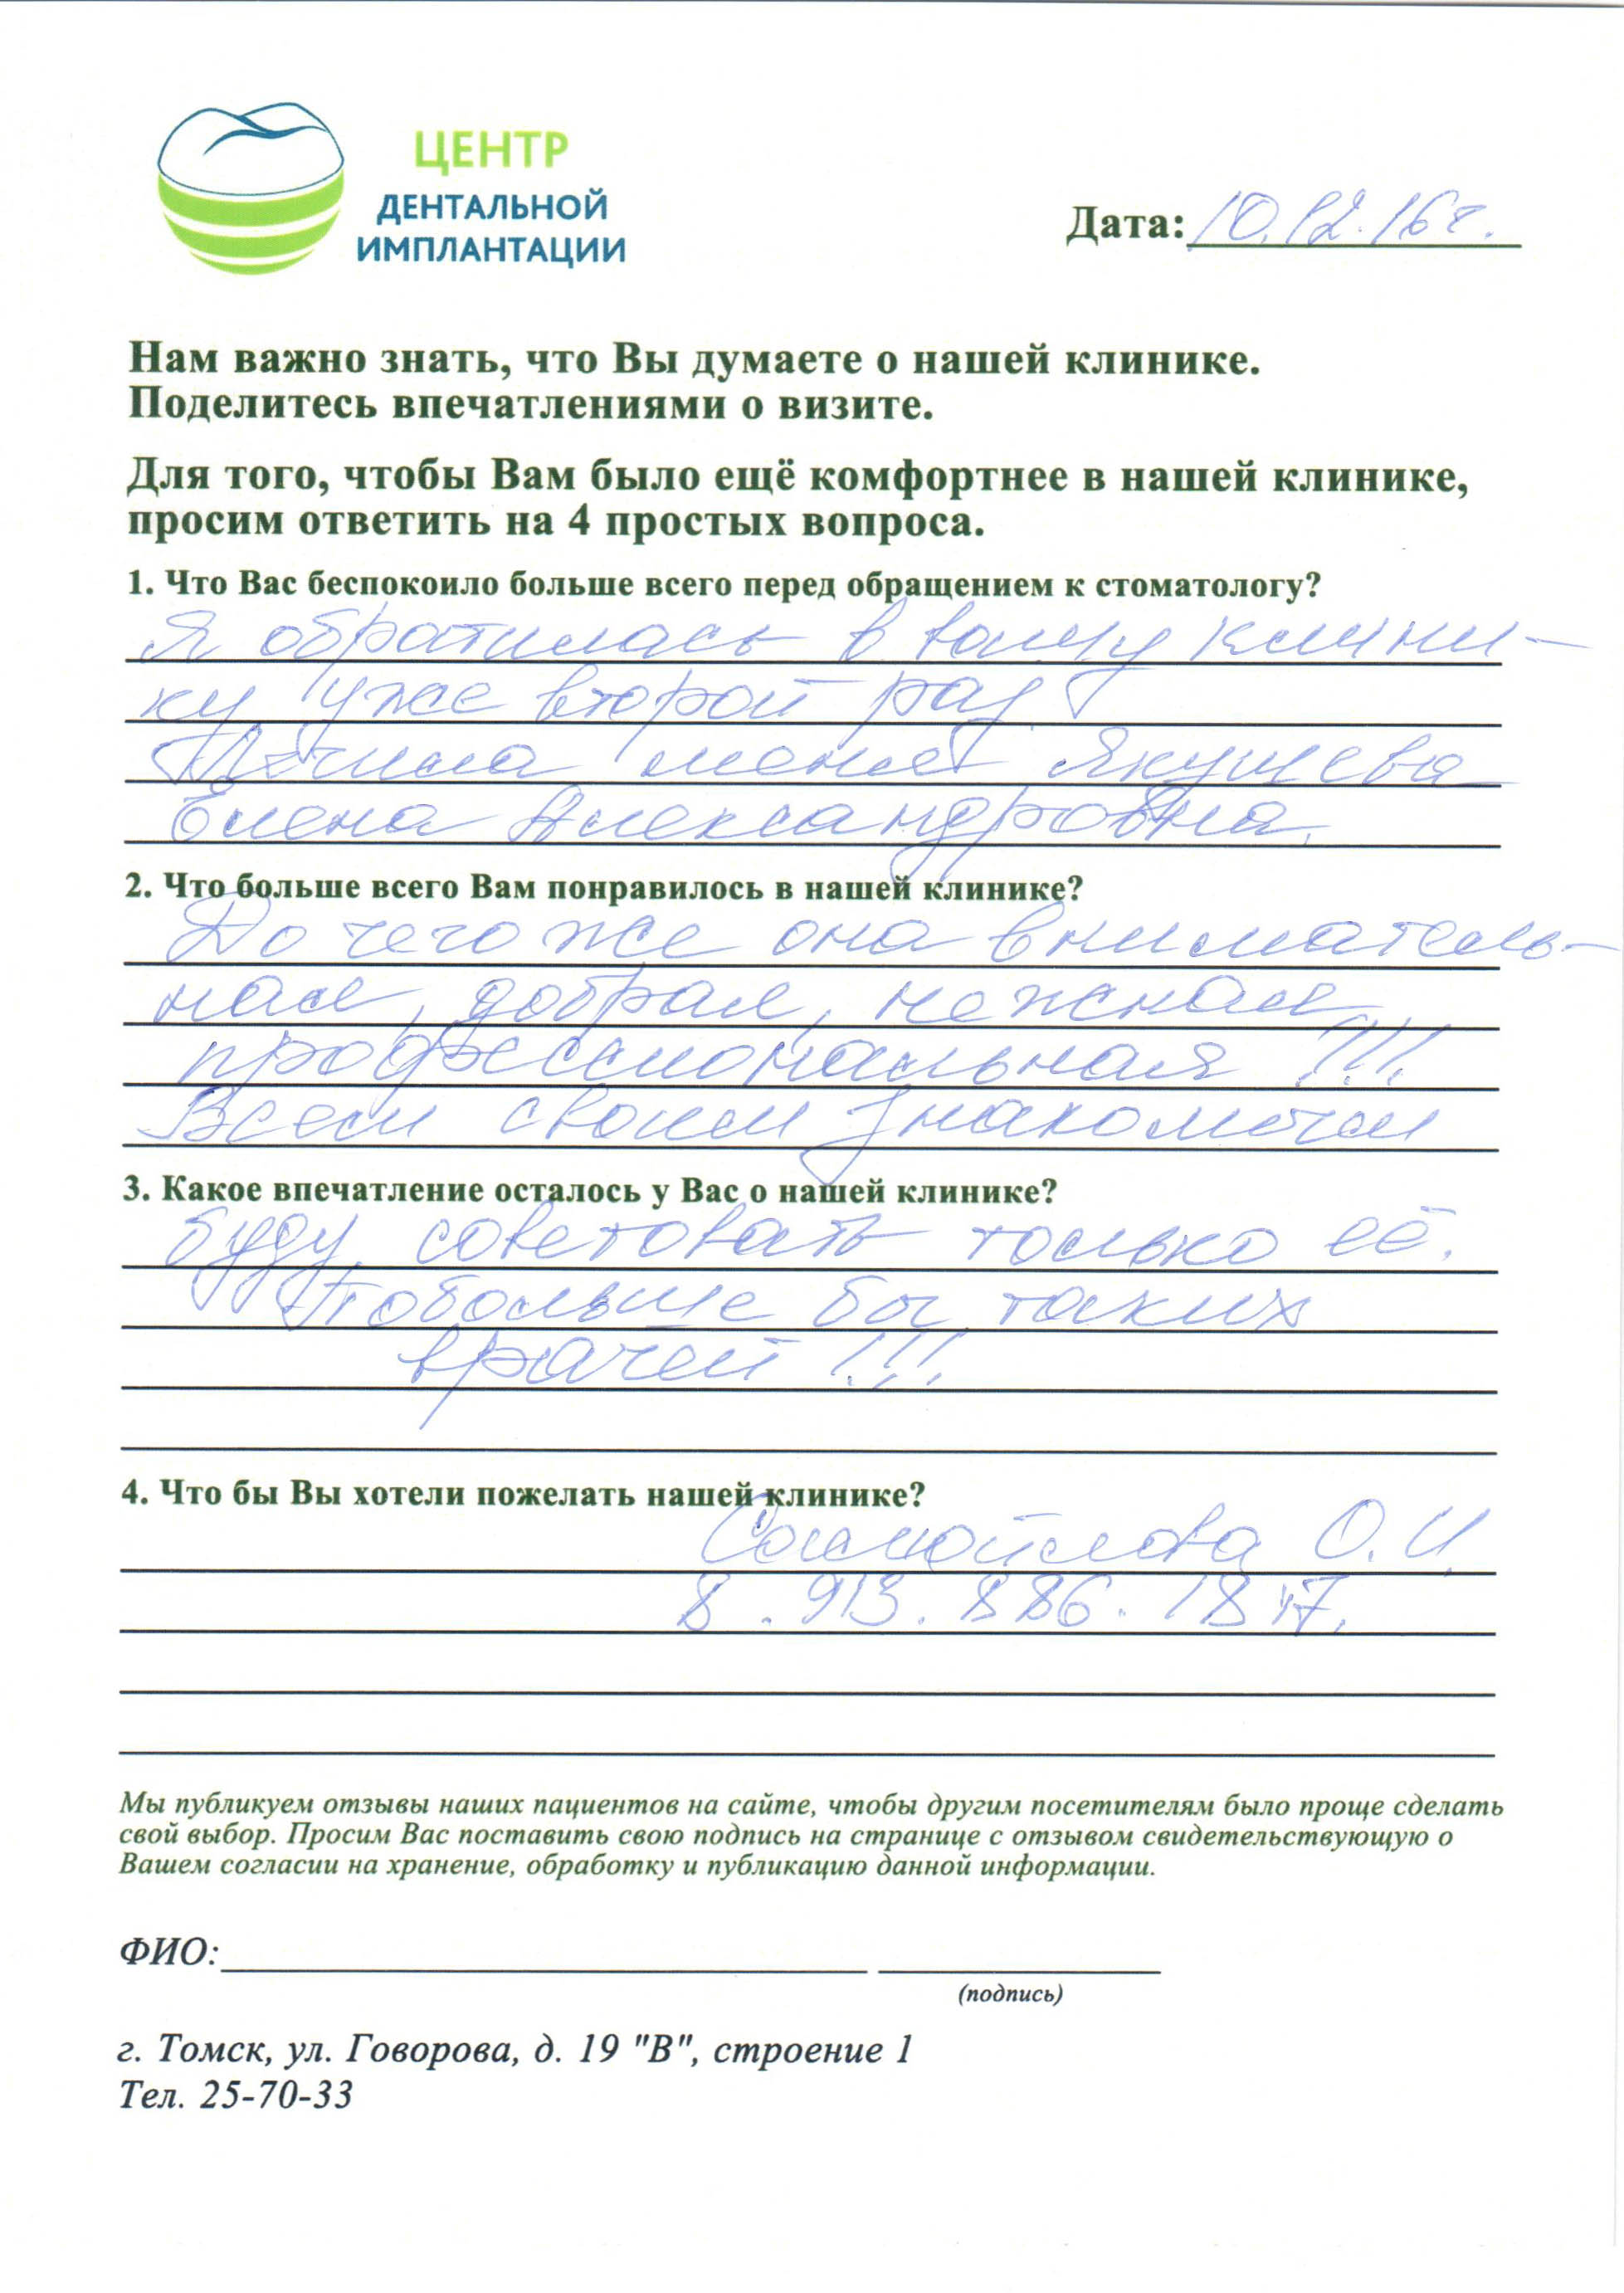 ЦЕНТР
ДЕНТАЛЬНОЙ
ИМПЛАНТАЦИИ
Дата: 10.12.16г.
Нам важно знать, что Вы думаете о нашей клинике.
Поделитесь впечатлениями о визите.
Для того, чтобы Вам было ещё комфортнее в нашей клинике,
просим ответить на 4 простых вопроса.
1. Что Вас беспокоило больше всего перед обращением к стоматологу?
Я обратилась в вашу клини-
ку уже второй раз
Лечила меня Якушева
Елена Александровна.
2. Что больше всего Вам понравилось в нашей клинике?
До чего же она вниматель-
ная, добрая, нежная
профессиональная !!!
Всем своим знакомым
3. Какое впечатление осталось у Вас о нашей клинике?
буду советовать только её.
Побольше бы таких
врачей !!!
4. Что бы Вы хотели пожелать нашей клинике?
Самойлова О.И.
8.913.886.1847.
Мы публикуем отзывы наших пациентов на сайте, чтобы другим посетителям было проще сделать
свой выбор. Просим Вас поставить свою подпись на странице с отзывом свидетельствующую о
Вашем согласии на хранение, обработку и публикацию данной информации.
ФИО:
(подпись)
г. Томск, ул. Говорова, д. 19 "В", строение 1
Тел. 25-70-33